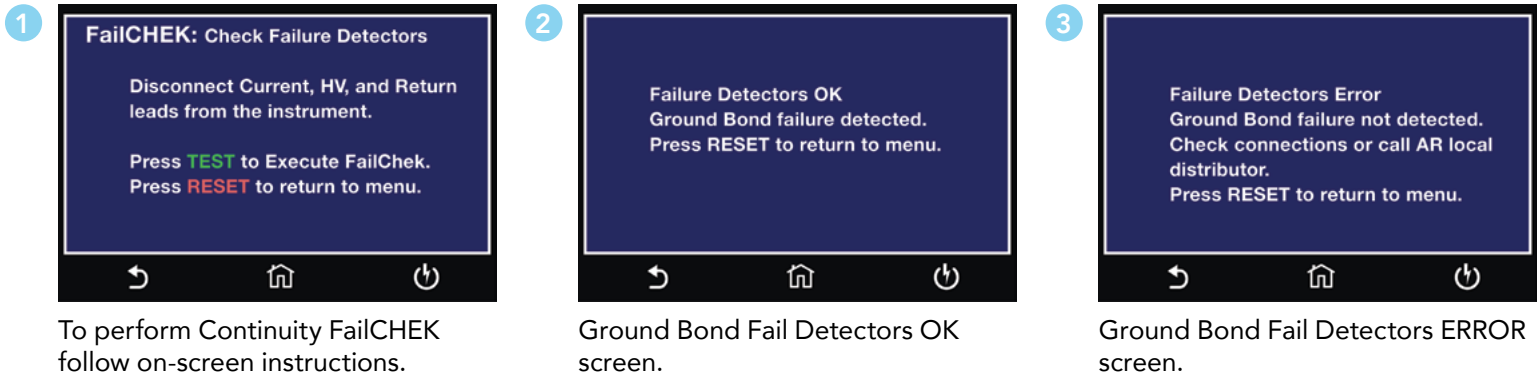 1
FailCHEK: Check Failure Detectors
Disconnect Current, HV, and Return
leads from the instrument.
Press TEST to Execute FailChek.
Press RESET to return to menu.
To perform Continuity FailCHEK
follow on-screen instructions.
2
Failure Detectors OK
Ground Bond failure detected.
Press RESET to return to menu.
Ground Bond Fail Detectors OK
screen.
3
Failure Detectors Error
Ground Bond failure not detected.
Check connections or call AR local
distributor.
Press RESET to return to menu.
Ground Bond Fail Detectors ERROR
screen.